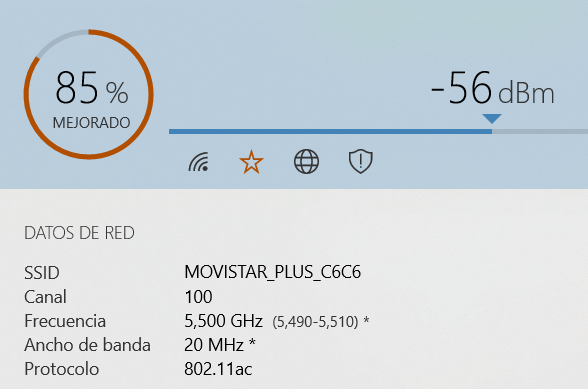 85 %
MEJORADO
-56 dBm
DATOS DE RED
SSID MOVISTAR_PLUS_C6C6
Canal 100
Frecuencia 5,500 GHz (5,490-5,510) *
Ancho de banda 20 MHz *
Protocolo 802.11ac